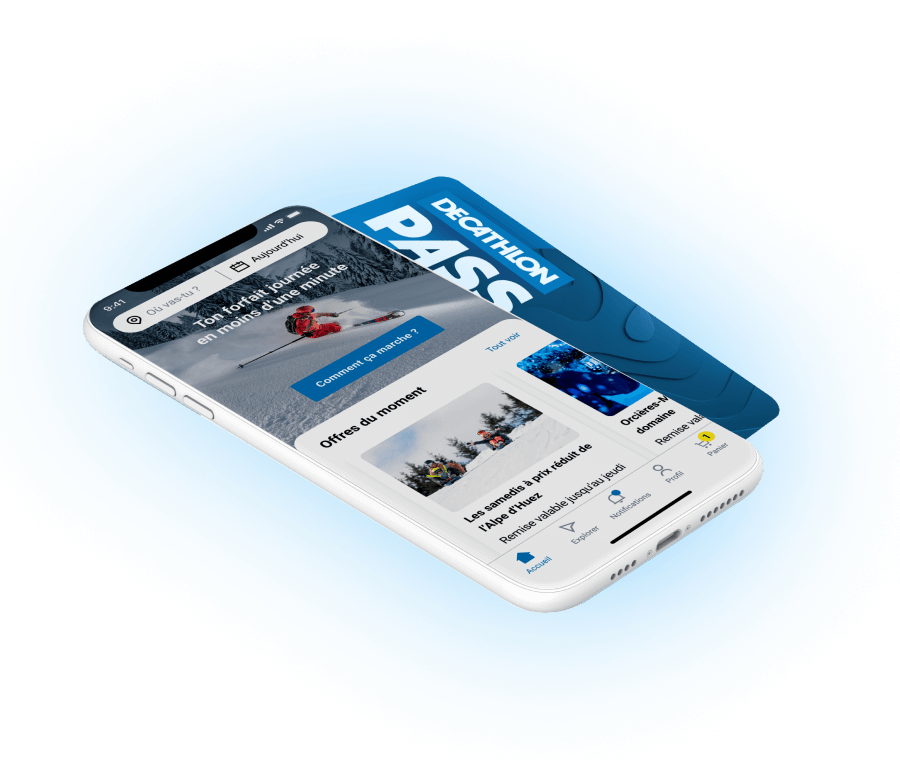 DECATHLON
PASS
9:41
Où vas-tu ?
Aujourd'hui
Ton forfait journée
en moins d'une minute
Comment ça marche ?
Offres du moment
Tout voir
Les samedis à prix réduit de
l'Alpe d'Huez
Remise valable jusqu'au jeudi
Orcières-M
domaine
Remise vala
1
Accueil
Explorer
Notifications
Profil
Panier